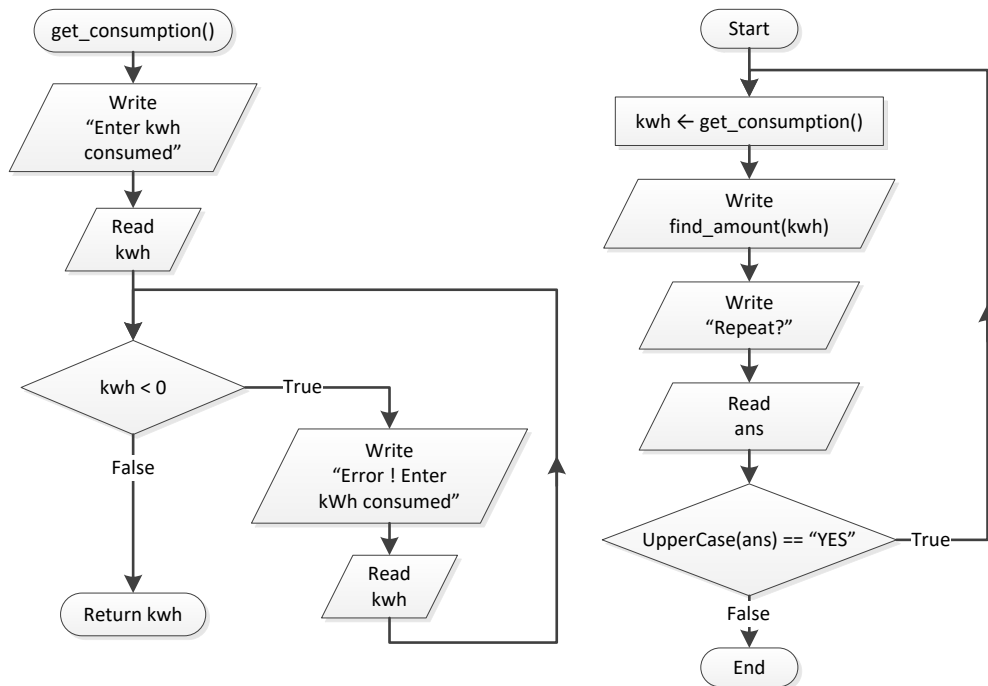 get_consumption()
Write
“Enter kwh
consumed”
Read
kwh
kwh < 0
True
False
Write
“Error ! Enter
kWh consumed”
Read
kwh
Return kwh
Start
kwh ← get_consumption()
Write
find_amount(kwh)
Write
“Repeat?”
Read
ans
UpperCase(ans) == “YES”
True
False
End